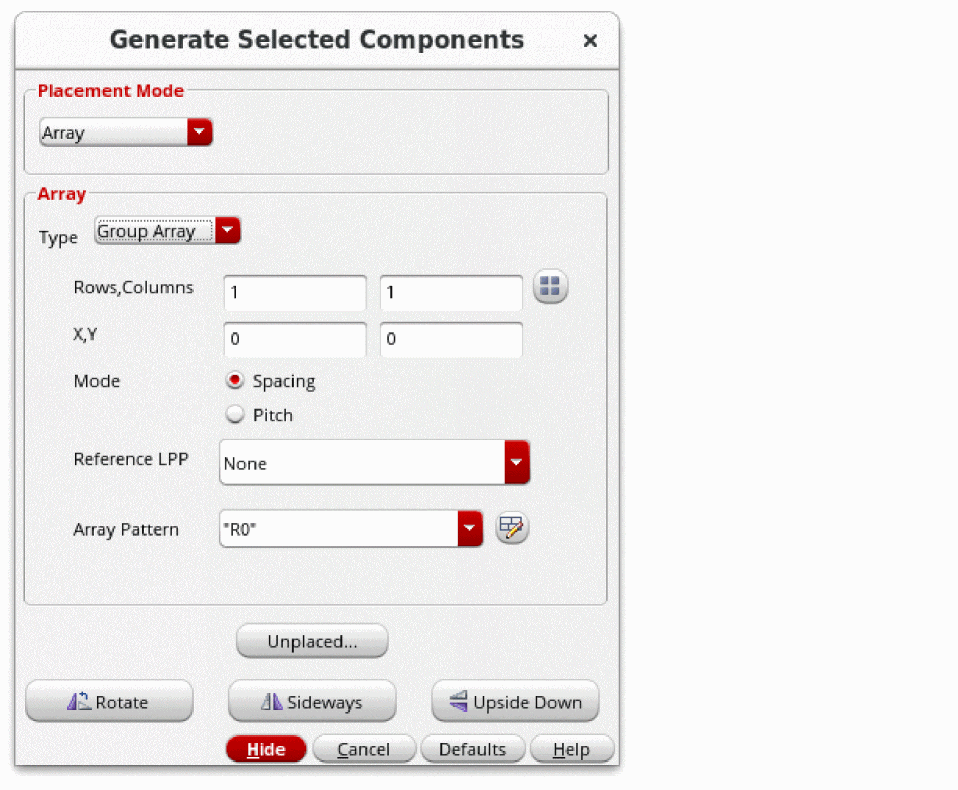 Generate Selected Components ×
Placement Mode
Array
Array
Type Group Array
Rows,Columns 1 1
X,Y 0 0
Mode Spacing
Pitch
Reference LPP None
Array Pattern "R0"
Unplaced...
Rotate Sideways Upside Down
Hide Cancel Defaults Help